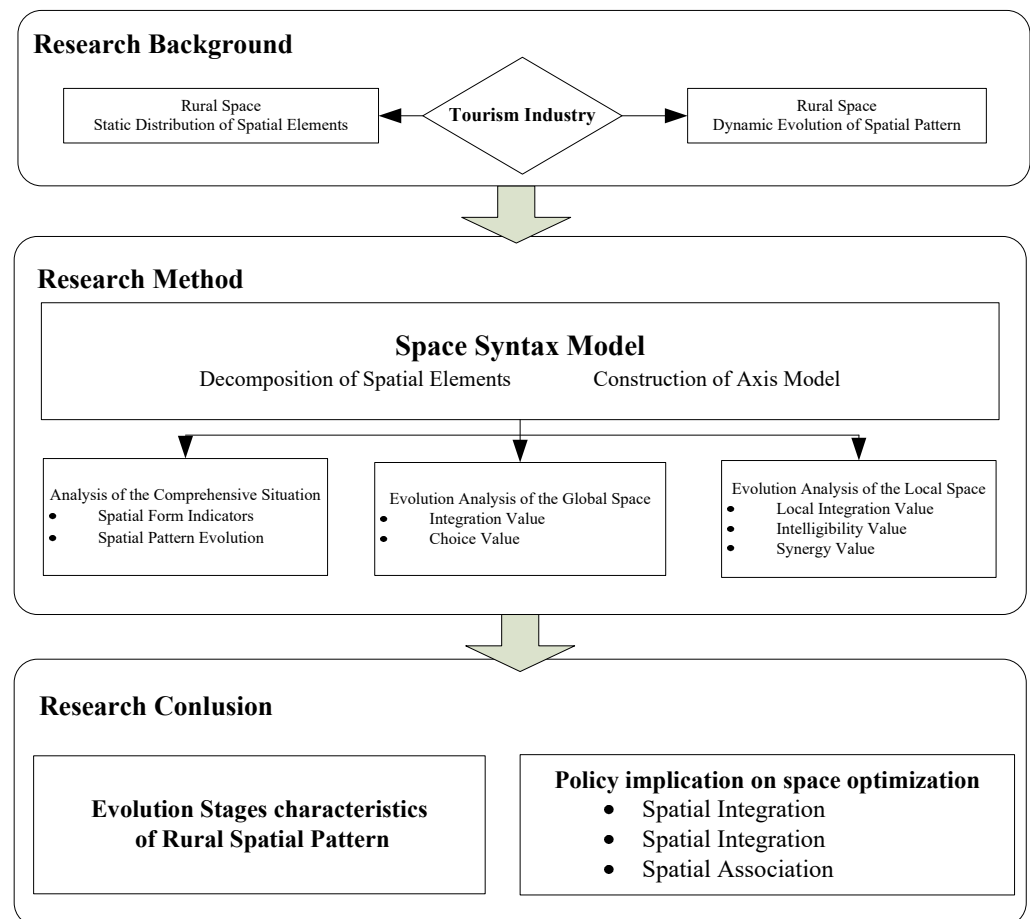 Research Background
Rural Space
Static Distribution of Spatial Elements
Tourism Industry
Rural Space
Dynamic Evolution of Spatial Pattern
Research Method
Space Syntax Model
Decomposition of Spatial Elements Construction of Axis Model
Analysis of the Comprehensive Situation
• Spatial Form Indicators
• Spatial Pattern Evolution
Evolution Analysis of the Global Space
• Integration Value
• Choice Value
Evolution Analysis of the Local Space
• Local Integration Value
• Intelligibility Value
• Synergy Value
Research Conlusion
Evolution Stages characteristics
of Rural Spatial Pattern
Policy implication on space optimization
• Spatial Integration
• Spatial Integration
• Spatial Association